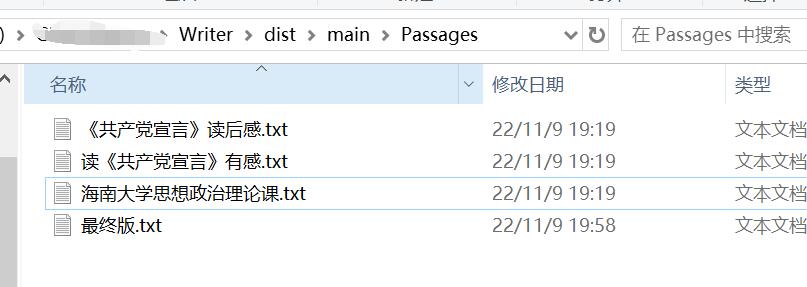 Writer > dist > main > Passages
在 Passages 中搜索
名称 修改日期 类型
《共产党宣言》读后感.txt 22/11/9 19:19 文本文档
读《共产党宣言》有感.txt 22/11/9 19:19 文本文档
海南大学思想政治理论课.txt 22/11/9 19:19 文本文档
最终版.txt 22/11/9 19:58 文本文档